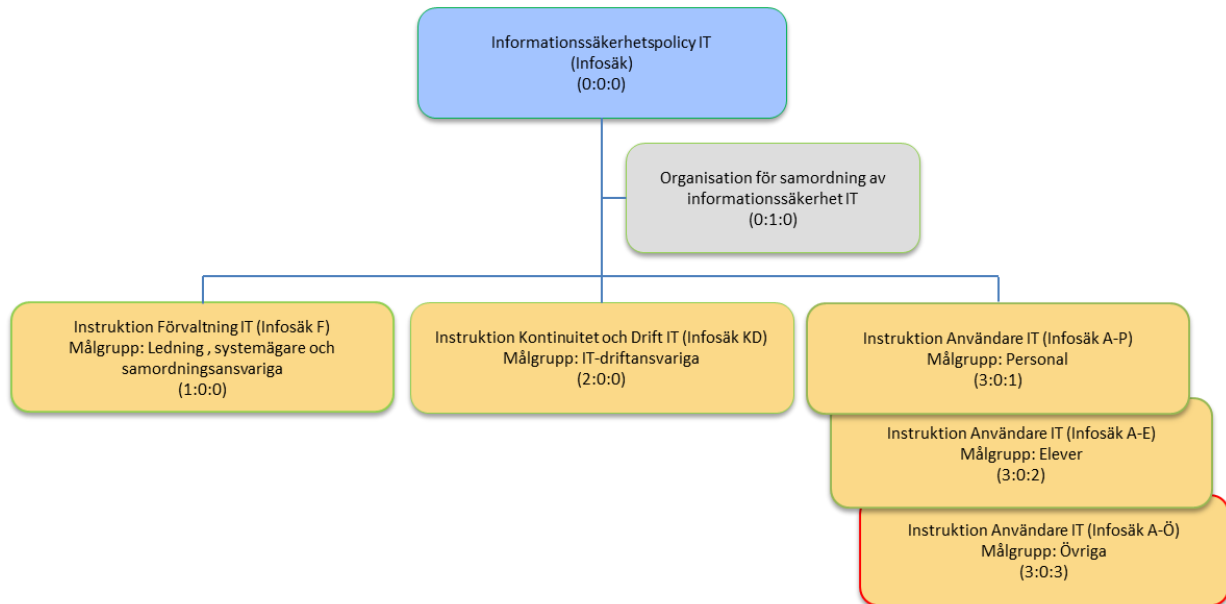 Informationssäkerhetspolicy IT
(Infosäk)
(0:0:0)
Organisation för samordning av
informationssäkerhet IT
(0:1:0)
Instruktion Förvaltning IT (Infosäk F)
Målgrupp: Ledning , systemägare och
samordningsansvariga
(1:0:0)
Instruktion Kontinuitet och Drift IT (Infosäk KD)
Målgrupp: IT-driftansvariga
(2:0:0)
Instruktion Användare IT (Infosäk A-P)
Målgrupp: Personal
(3:0:1)
Instruktion Användare IT (Infosäk A-E)
Målgrupp: Elever
(3:0:2)
Instruktion Användare IT (Infosäk A-Ö)
Målgrupp: Övriga
(3:0:3)